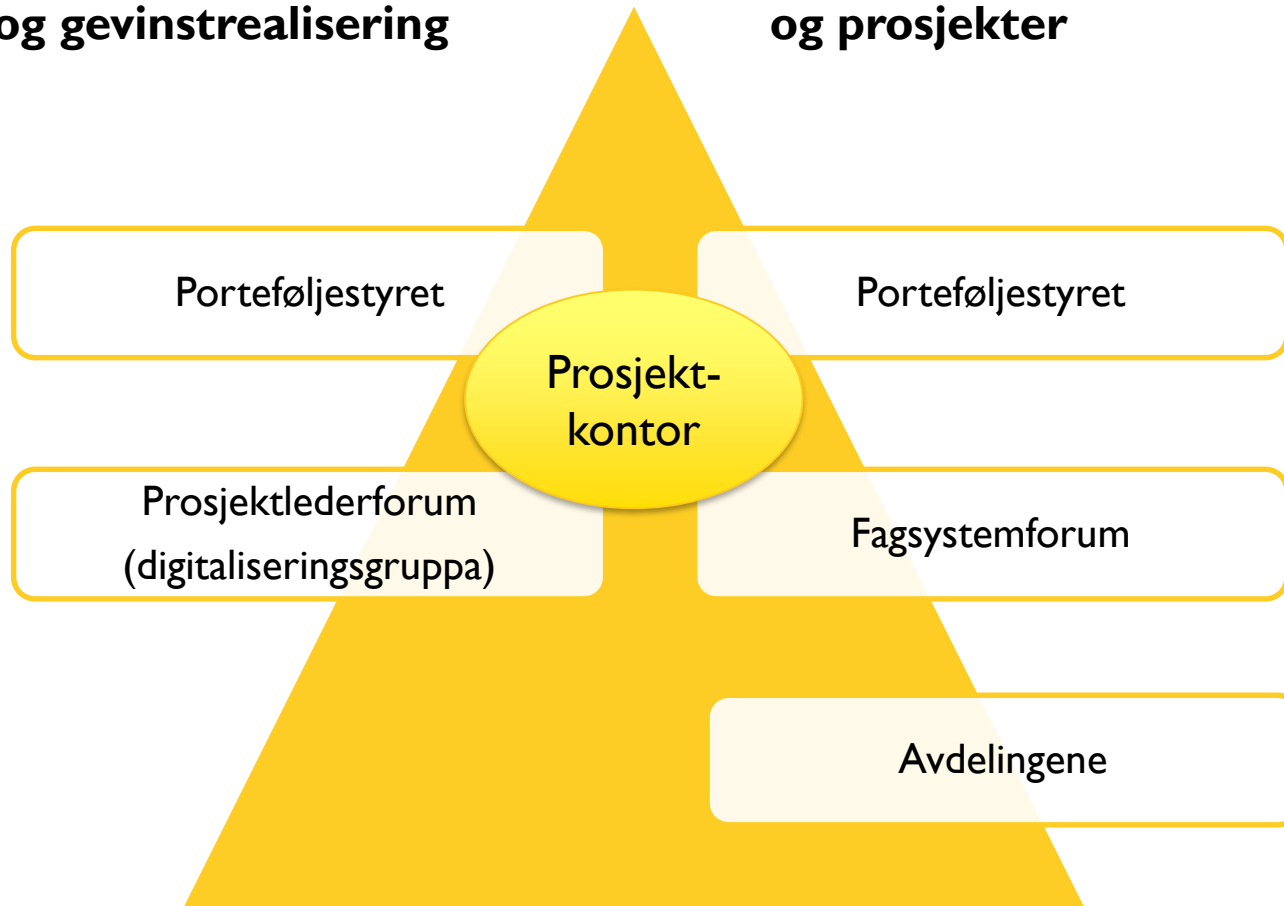 og gevinstrealisering
og prosjekter
Porteføljestyret
Porteføljestyret
Prosjekt-
kontor
Prosjektlederforum
(digitaliseringsgruppa)
Fagsystemforum
Avdelingene